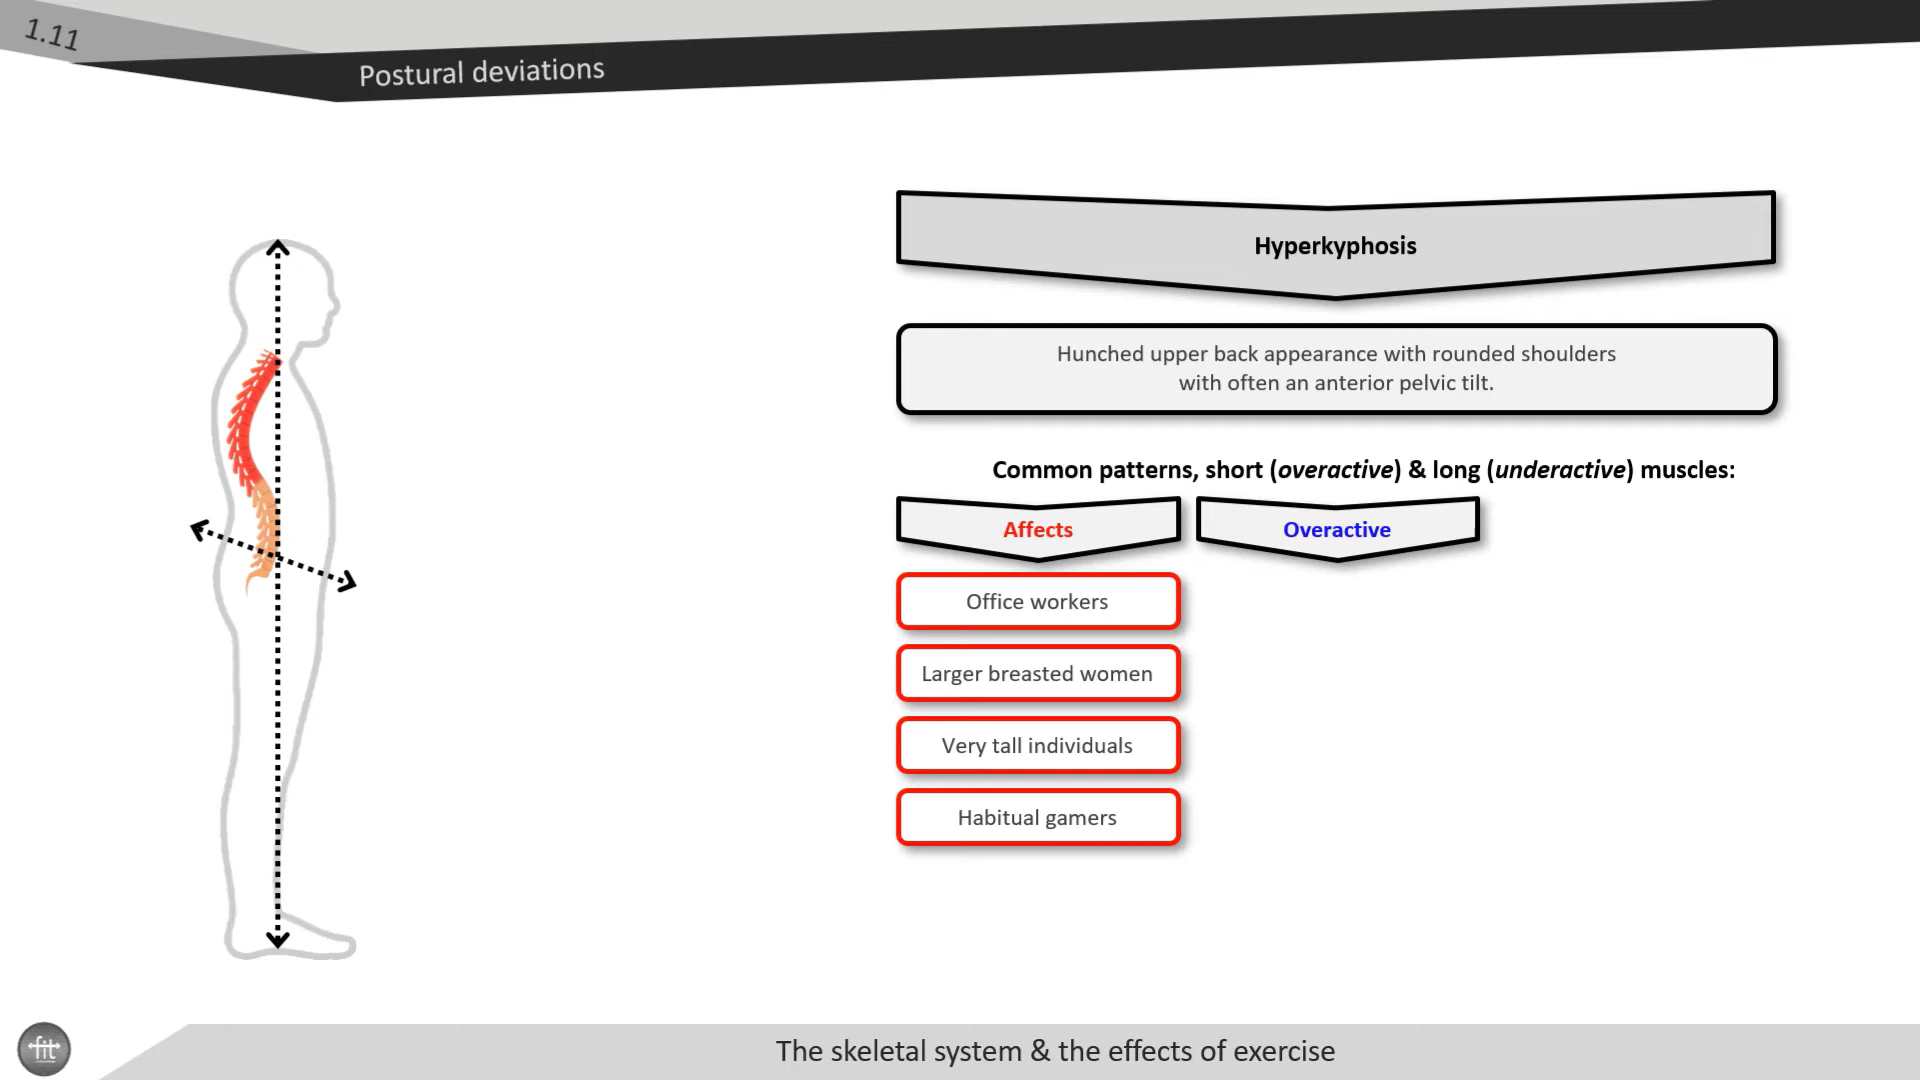 1.11
Postural deviations
Hyperkyphosis
Hunched upper back appearance with rounded shoulders
with often an anterior pelvic tilt.
Common patterns, short (overactive) & long (underactive) muscles:
Affects
Overactive
Office workers
Larger breasted women
Very tall individuals
Habitual gamers
fit
The skeletal system & the effects of exercise